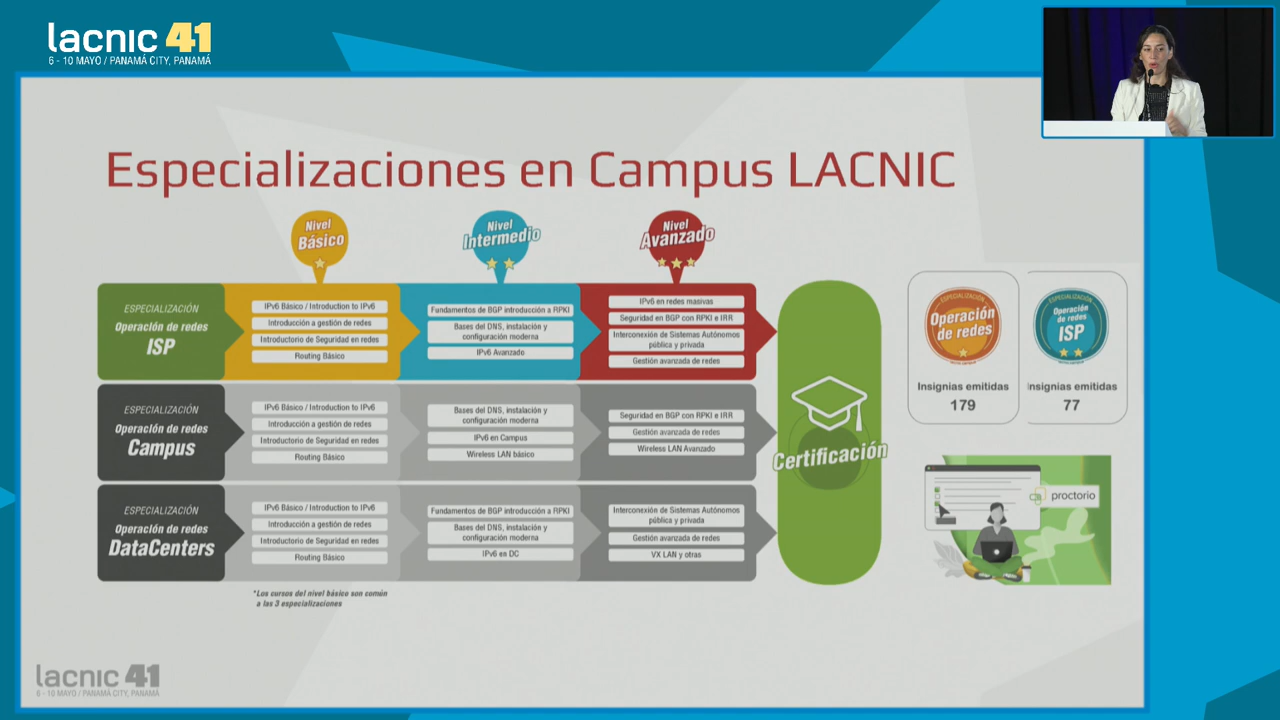 lacnic 41
6 - 10 MAYO / PANAMÁ CITY, PANAMÁ
Especializaciones en Campus LACNIC
Nivel
Básico
Nivel
Intermedio
Nivel
Avanzado
ESPECIALIZACIÓN
Operación de redes
ISP
IPv6 Básico / Introduction to IPv6
Introducción a gestión de redes
Introductorio de Seguridad en redes
Routing Básico
Fundamentos de BGP introducción a RPKI
Bases del DNS, instalación y
configuración moderna
IPv6 Avanzado
IPv6 en redes masivas
Seguridad en BGP con RPKI e IRR
Interconexión de Sistemas Autónomos
pública y privada
Gestión avanzada de redes
ESPECIALIZACIÓN
Operación de redes
Campus
IPv6 Básico / Introduction to IPv6
Introducción a gestión de redes
Introductorio de Seguridad en redes
Routing Básico
Bases del DNS, instalación y
configuración moderna
IPv6 en Campus
Wireless LAN básico
Seguridad en BGP con RPKI e IRR
Gestión avanzada de redes
Wireless LAN Avanzado
ESPECIALIZACIÓN
Operación de redes
DataCenters
IPv6 Básico / Introduction to IPv6
Introducción a gestión de redes
Introductorio de Seguridad en redes
Routing Básico
Fundamentos de BGP introducción a RPKI
Bases del DNS, instalación y
configuración moderna
IPv6 en DC
Interconexión de Sistemas Autónomos
pública y privada
Gestión avanzada de redes
VX LAN y otras
*Los cursos del nivel básico son común
a las 3 especializaciones
Certificación
ESPECIALIZACIÓN
Operación
de redes
Insignias emitidas
179
ESPECIALIZACIÓN
Operación
de redes
ISP
nsignias emitidas
77
proctorio
lacnic 41
6 - 10 MAYO / PANAMÁ CITY, PANAMÁ